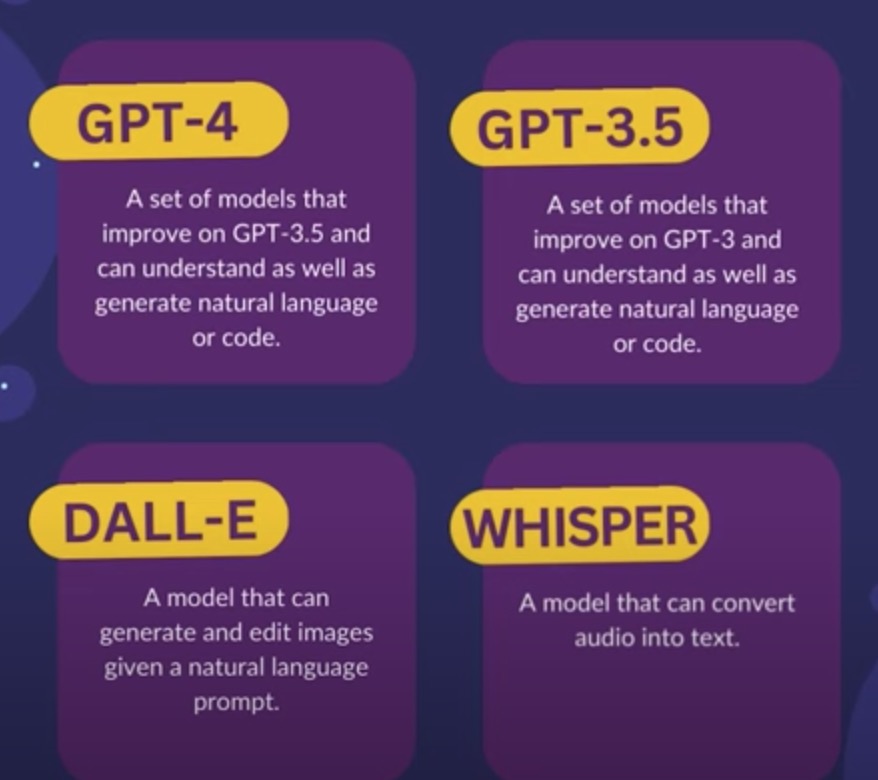 GPT-4
A set of models that
improve on GPT-3.5 and
can understand as well as
generate natural language
or code.
GPT-3.5
A set of models that
improve on GPT-3 and
can understand as well as
generate natural language
or code.
DALL-E
A model that can
generate and edit images
given a natural language
prompt.
WHISPER
A model that can convert
audio into text.